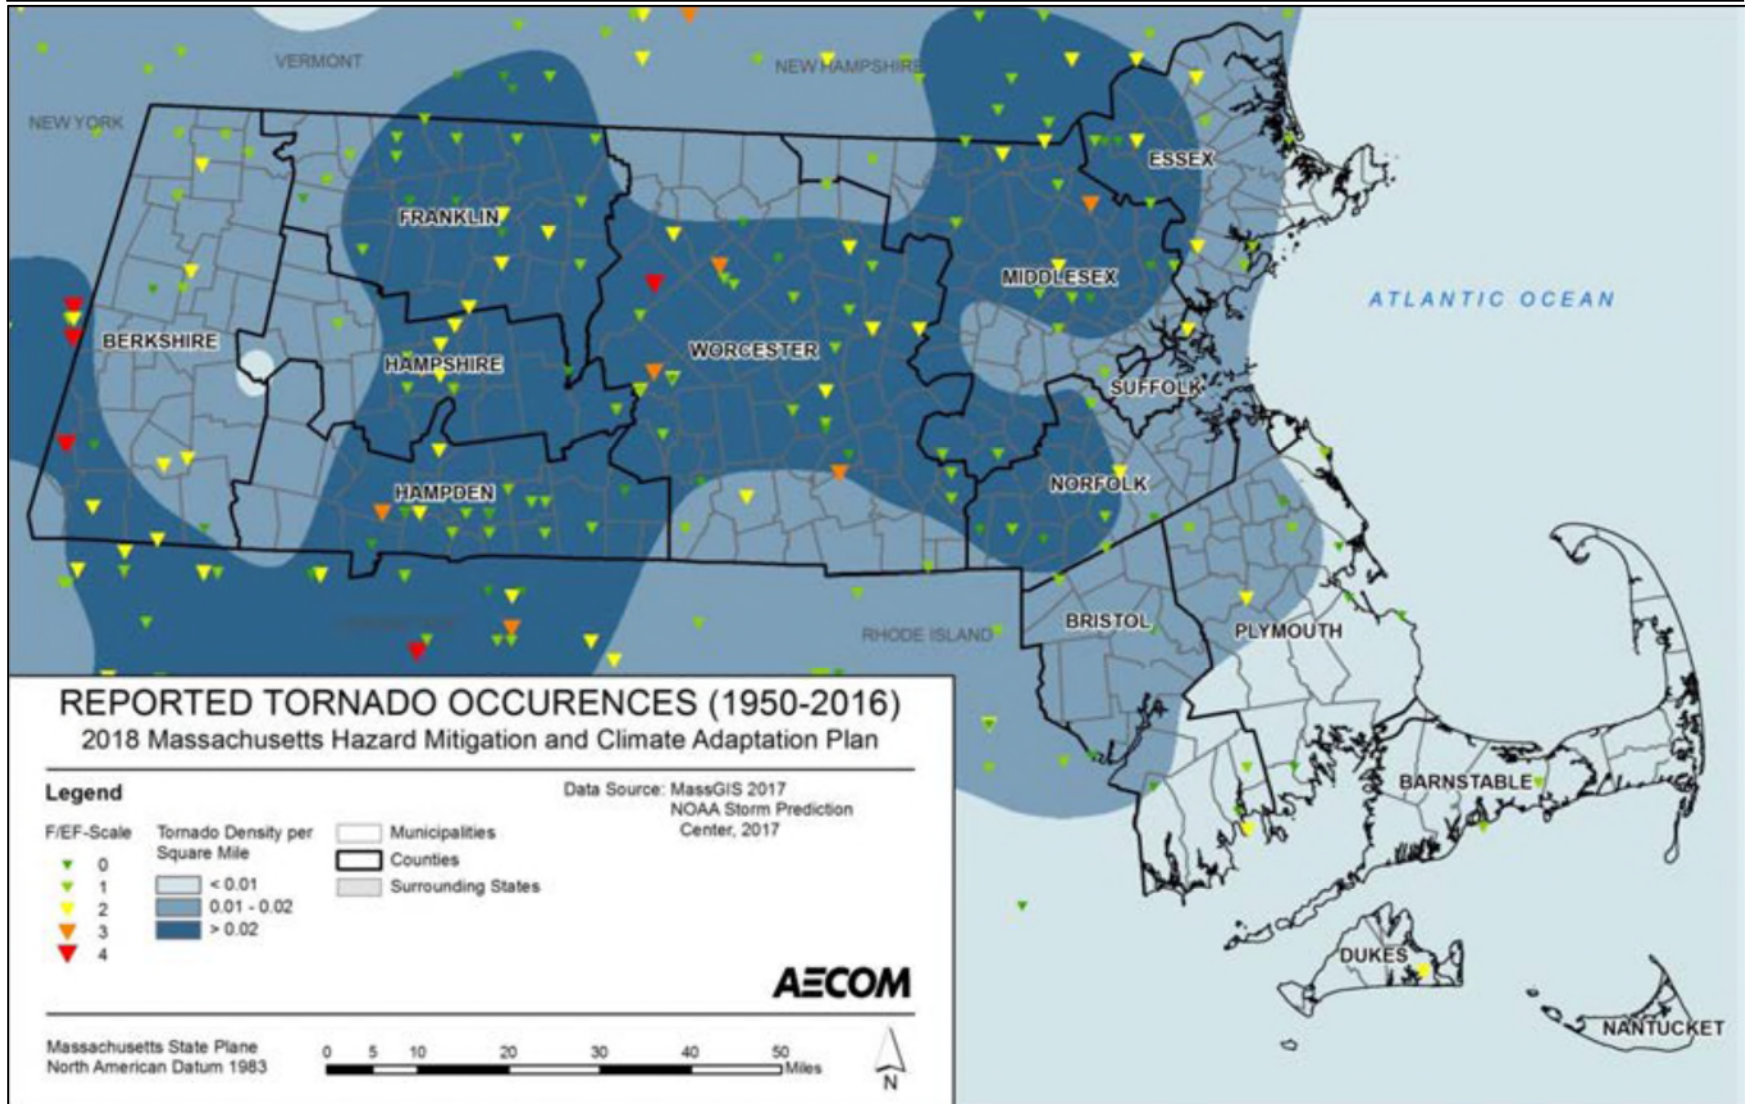 VERMONT
NEW HAMPSHIRE
NEW YORK
ESSEX
FRANKLIN
MIDDLESEX
ATLANTIC OCEAN
BERKSHIRE
HAMPSHIRE
WORCESTER
SUFFOLK
HAMPDEN
NORFOLK
BRISTOL
PLYMOUTH
RHODE ISLAND
BARNSTABLE
DUKES
NANTUCKET
REPORTED TORNADO OCCURENCES (1950-2016)
2018 Massachusetts Hazard Mitigation and Climate Adaptation Plan
Legend
F/EF-Scale
0
1
2
3
4
Tornado Density per
Square Mile
< 0.01
0.01 - 0.02
> 0.02
Municipalities
Counties
Surrounding States
Data Source: MassGIS 2017
NOAA Storm Prediction
Center, 2017
AECOM
Massachusetts State Plane
North American Datum 1983
0 5 10 20 30 40 50
Miles
N